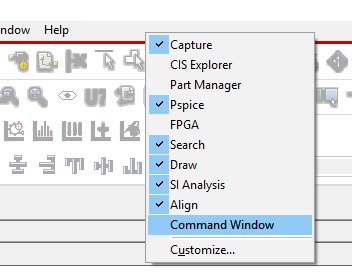 ndow Help
Capture
CIS Explorer
Part Manager
Pspice
FPGA
Search
Draw
SI Analysis
Align
Command Window
Customize...